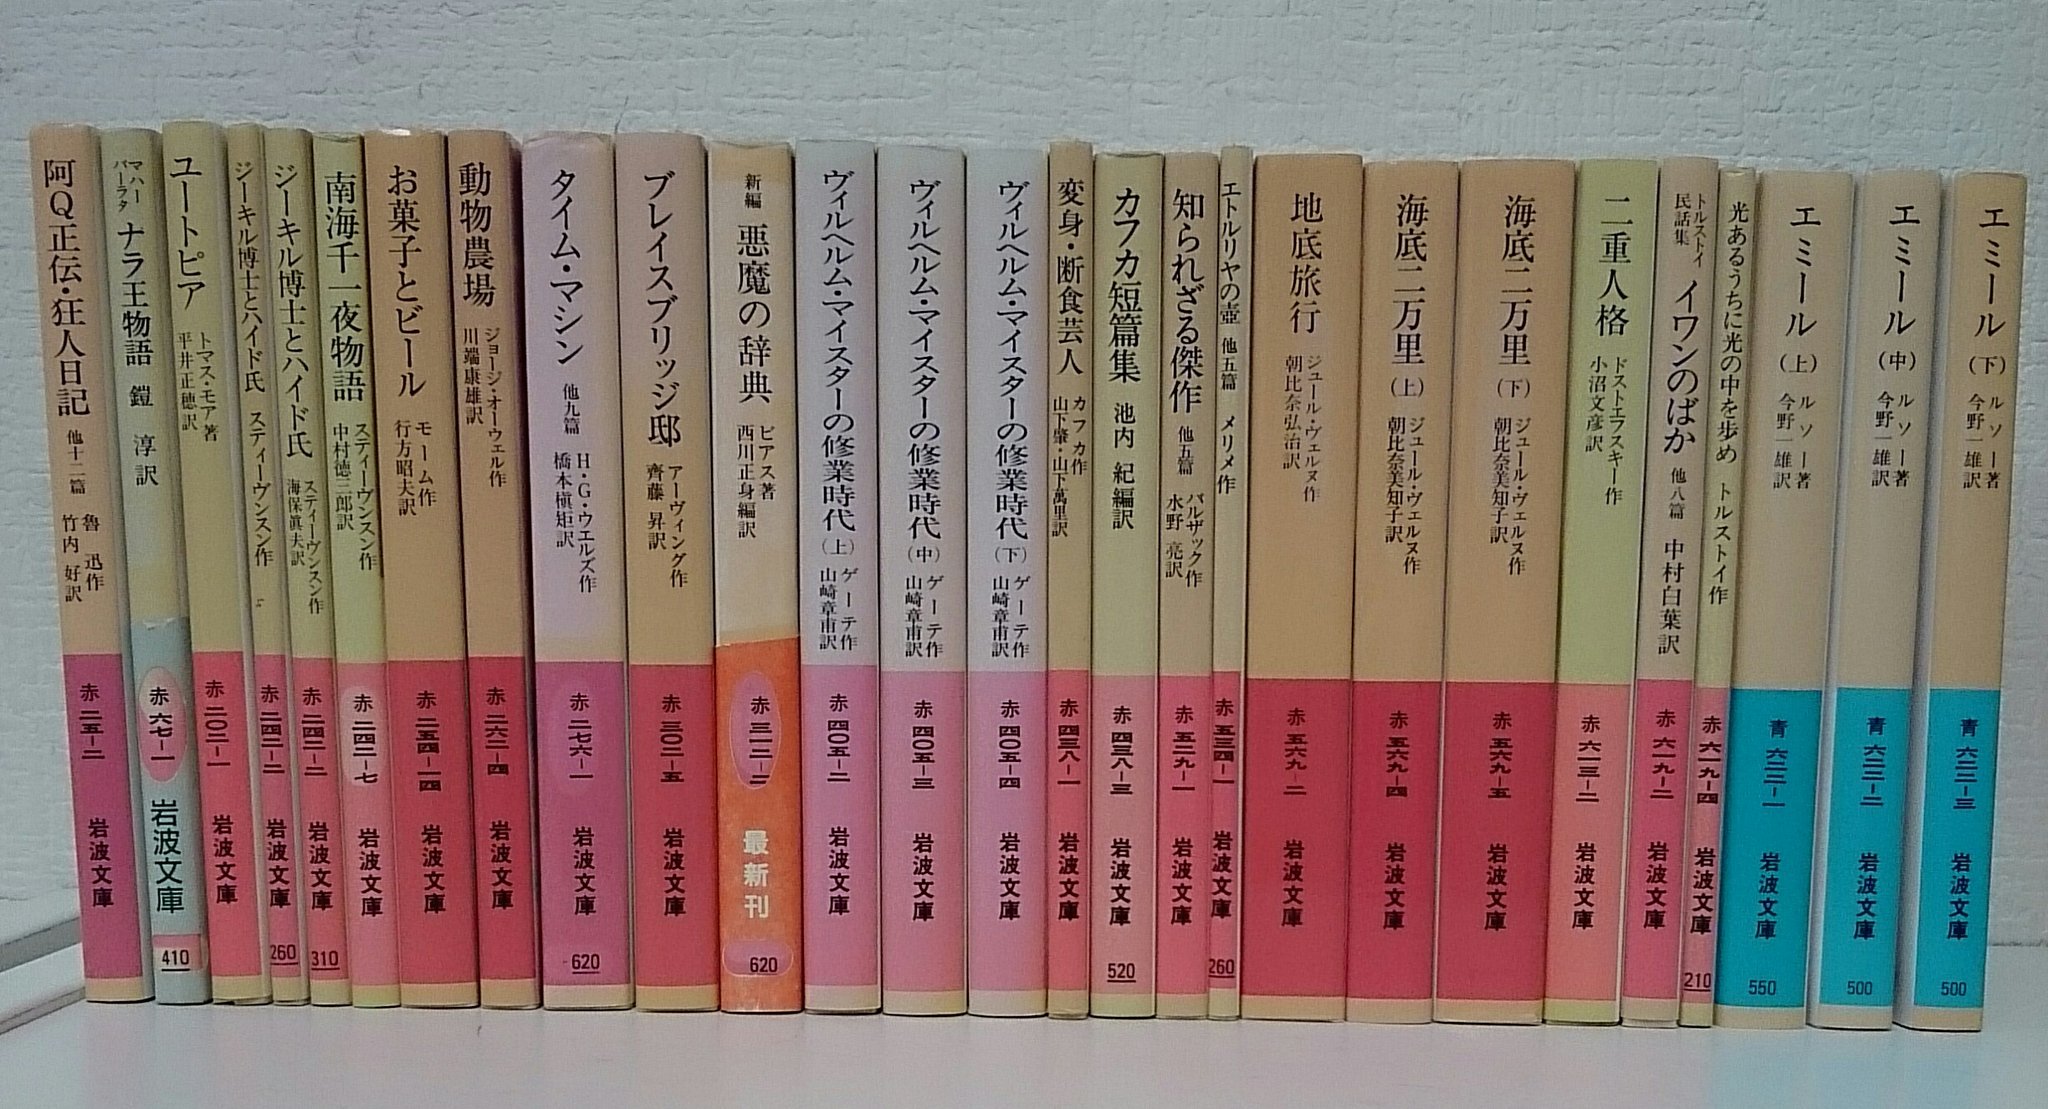 阿Q正伝・狂人日記 他十二篇
魯迅作
竹内好訳
赤二五-二
岩波文庫
マハーバーラタ
ナラ王物語
鎧淳訳
赤六七-一
岩波文庫
410
ユートピア
トマス・モア著
平井正穂訳
赤二〇二-一
岩波文庫
ジーキル博士とハイド氏
スティーヴンスン作
赤二四二-二
岩波文庫
260
ジーキル博士とハイド氏
スティーヴンスン作
海保眞夫訳
赤二四二-二
岩波文庫
310
南海千一夜物語
スティーヴンスン作
中村徳三郎訳
赤二四二-七
岩波文庫
お菓子とビール
モーム作
行方昭夫訳
赤二五四-一四
岩波文庫
動物農場
ジョージ・オーウェル作
川端康雄訳
赤二六二-四
岩波文庫
タイム・マシン 他九篇
H・G・ウエルズ作
橋本槇矩訳
赤二七六-一
岩波文庫
620
ブレイスブリッジ邸
アーヴィング作
齊藤昇訳
赤三〇二-五
岩波文庫
新編
悪魔の辞典
ビアス著
西川正身編訳
赤三一二-二
最新刊
620
ヴィルヘルム・マイスターの修業時代(上)
ゲーテ作
山崎章甫訳
赤四〇五-二
岩波文庫
ヴィルヘルム・マイスターの修業時代(中)
ゲーテ作
山崎章甫訳
赤四〇五-三
岩波文庫
ヴィルヘルム・マイスターの修業時代(下)
ゲーテ作
山崎章甫訳
赤四〇五-四
岩波文庫
変身・断食芸人
カフカ作
山下肇・山下萬里訳
赤四三八-一
岩波文庫
カフカ短篇集
池内紀編訳
赤四三八-三
岩波文庫
520
知られざる傑作 他五篇
バルザック作
水野亮訳
赤五二九-一
岩波文庫
エトルリヤの壺 他五篇
メリメ作
赤五三四-一
岩波文庫
260
地底旅行
ジュール・ヴェルヌ作
朝比奈弘治訳
赤五六九-二
岩波文庫
海底二万里(上)
ジュール・ヴェルヌ作
朝比奈美知子訳
赤五六九-四
岩波文庫
海底二万里(下)
ジュール・ヴェルヌ作
朝比奈美知子訳
赤五六九-五
岩波文庫
二重人格
ドストエフスキー作
小沼文彦訳
赤六一三-二
岩波文庫
トルストイ民話集
イワンのばか 他八篇
中村白葉訳
赤六一九-二
岩波文庫
光あるうちに光の中を歩め
トルストイ作
赤六一九-四
岩波文庫
210
エミール(上)
ルソー著
今野一雄訳
青六二二-一
岩波文庫
550
エミール(中)
ルソー著
今野一雄訳
青六二二-二
岩波文庫
500
エミール(下)
ルソー著
今野一雄訳
青六二二-三
岩波文庫
500